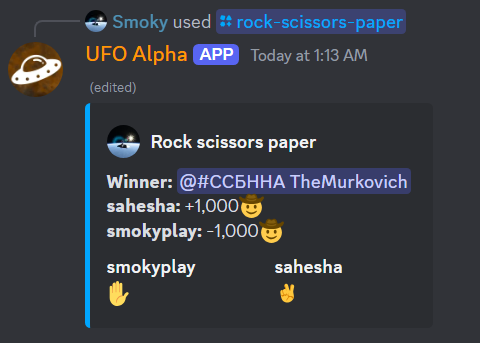 Smoky used rock-scissors-paper
UFO Alpha APP Today at 1:13 AM
(edited)
Rock scissors paper
Winner: @#ССБННА TheMurkovich
sahesha: +1,000🤠
smokyplay: -1,000🤠
smokyplay sahesha
✋ ✌